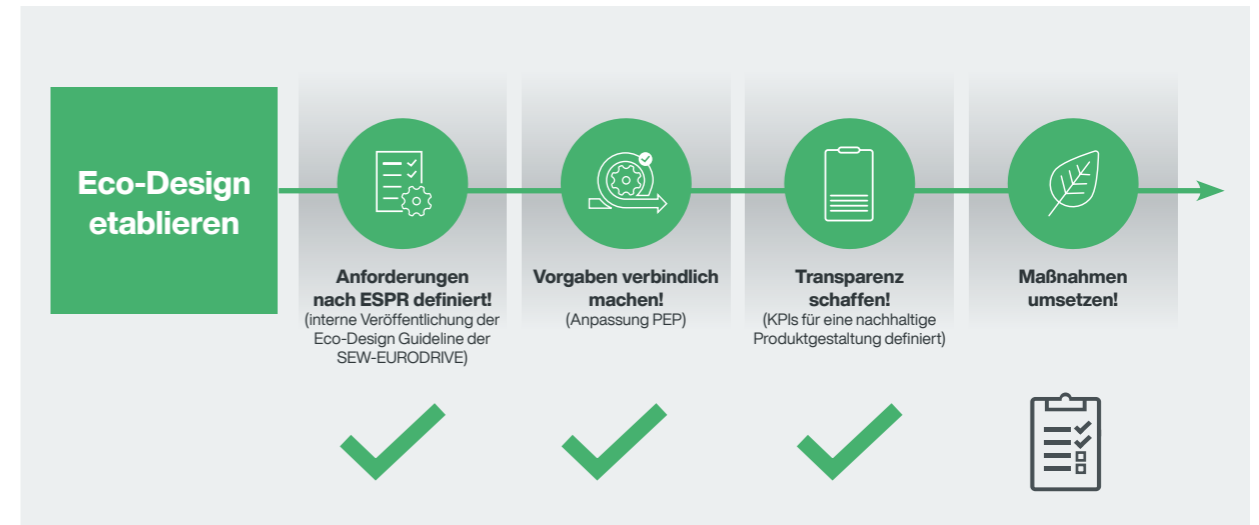 Eco-Design
etablieren
Anforderungen
nach ESPR definiert!
(interne Veröffentlichung der
Eco-Design Guideline der
SEW-EURODRIVE)
Vorgaben verbindlich
machen!
(Anpassung PEP)
Transparenz
schaffen!
(KPIs für eine nachhaltige
Produktgestaltung definiert)
Maßnahmen
umsetzen!